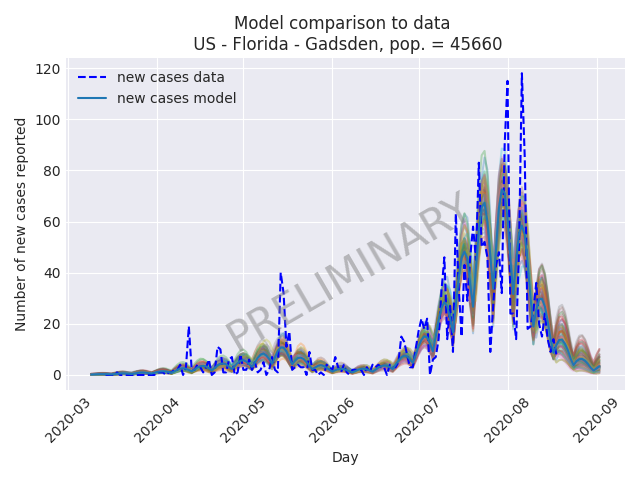 Model comparison to data
US - Florida - Gadsden, pop. = 45660
new cases data
new cases model
PRELIMINARY
Number of new cases reported
120
100
80
60
40
20
0
2020-03
2020-04
2020-05
2020-06
2020-07
2020-08
2020-09
Day